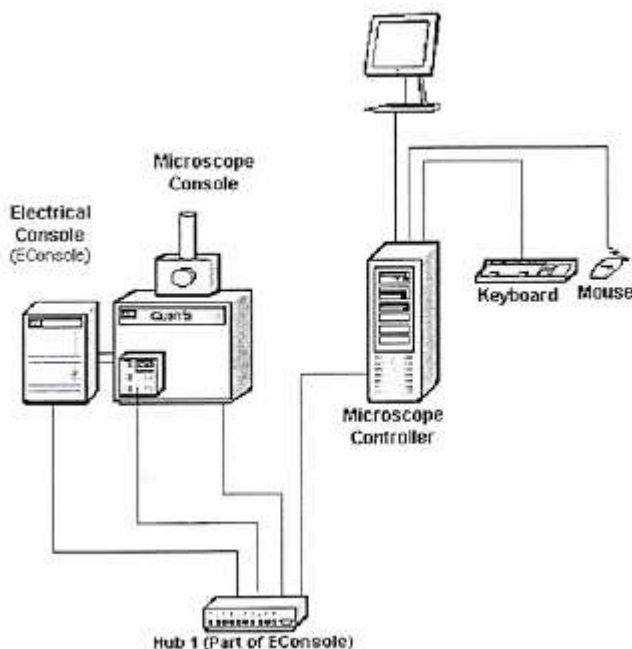 Microscope
Console
Electrical
Console
(EConsole)
Quanta
Keyboard
Mouse
Microscope
Controller
Hub 1 (Part of EConsole)